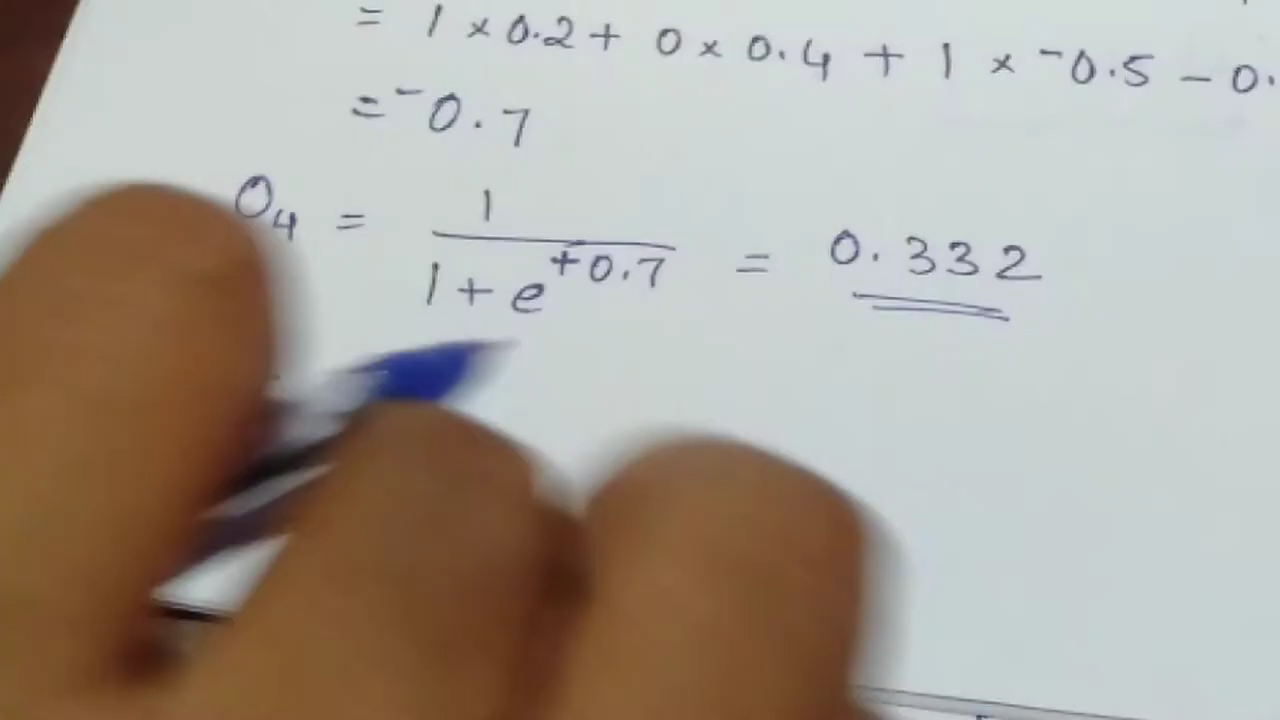 = 1 × 0.2 + 0 × 0.4 + 1 × -0.5 - 0.
= -0.7
O4 = 1 / 1 + e^+0.7 = 0.332